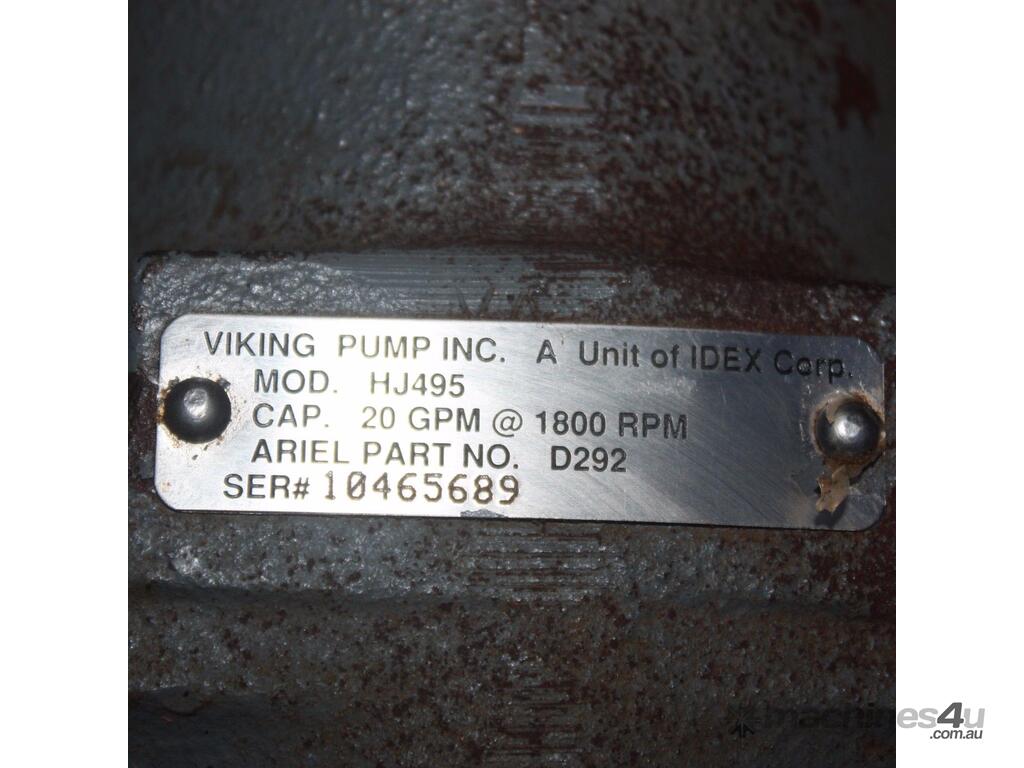 VIKING PUMP INC. A Unit of IDEX Corp.
MOD. HJ495
CAP. 20 GPM @ 1800 RPM
ARIEL PART NO. D292
SER# 10465689
machines4u
.com.au